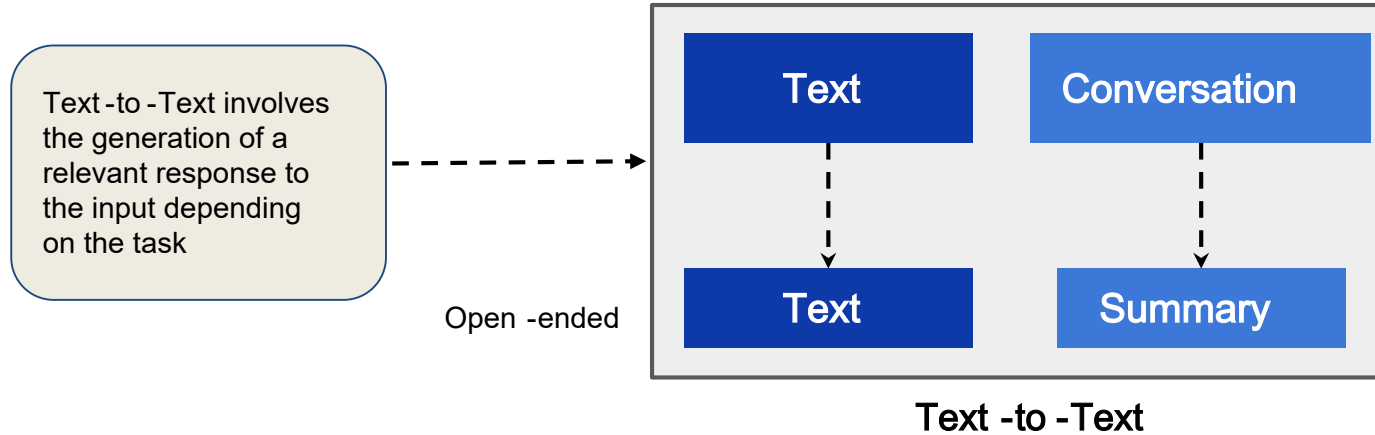 Text -to -Text involves
the generation of a
relevant response to
the input depending
on the task
Open -ended
Text
Conversation
Text
Summary
Text -to -Text